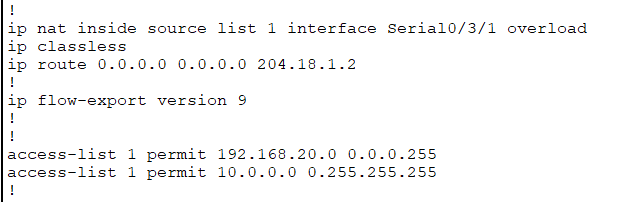 !
ip nat inside source list 1 interface Serial0/3/1 overload
ip classless
ip route 0.0.0.0 0.0.0.0 204.18.1.2
!
ip flow-export version 9
!
!
access-list 1 permit 192.168.20.0 0.0.0.255
access-list 1 permit 10.0.0.0 0.255.255.255
!